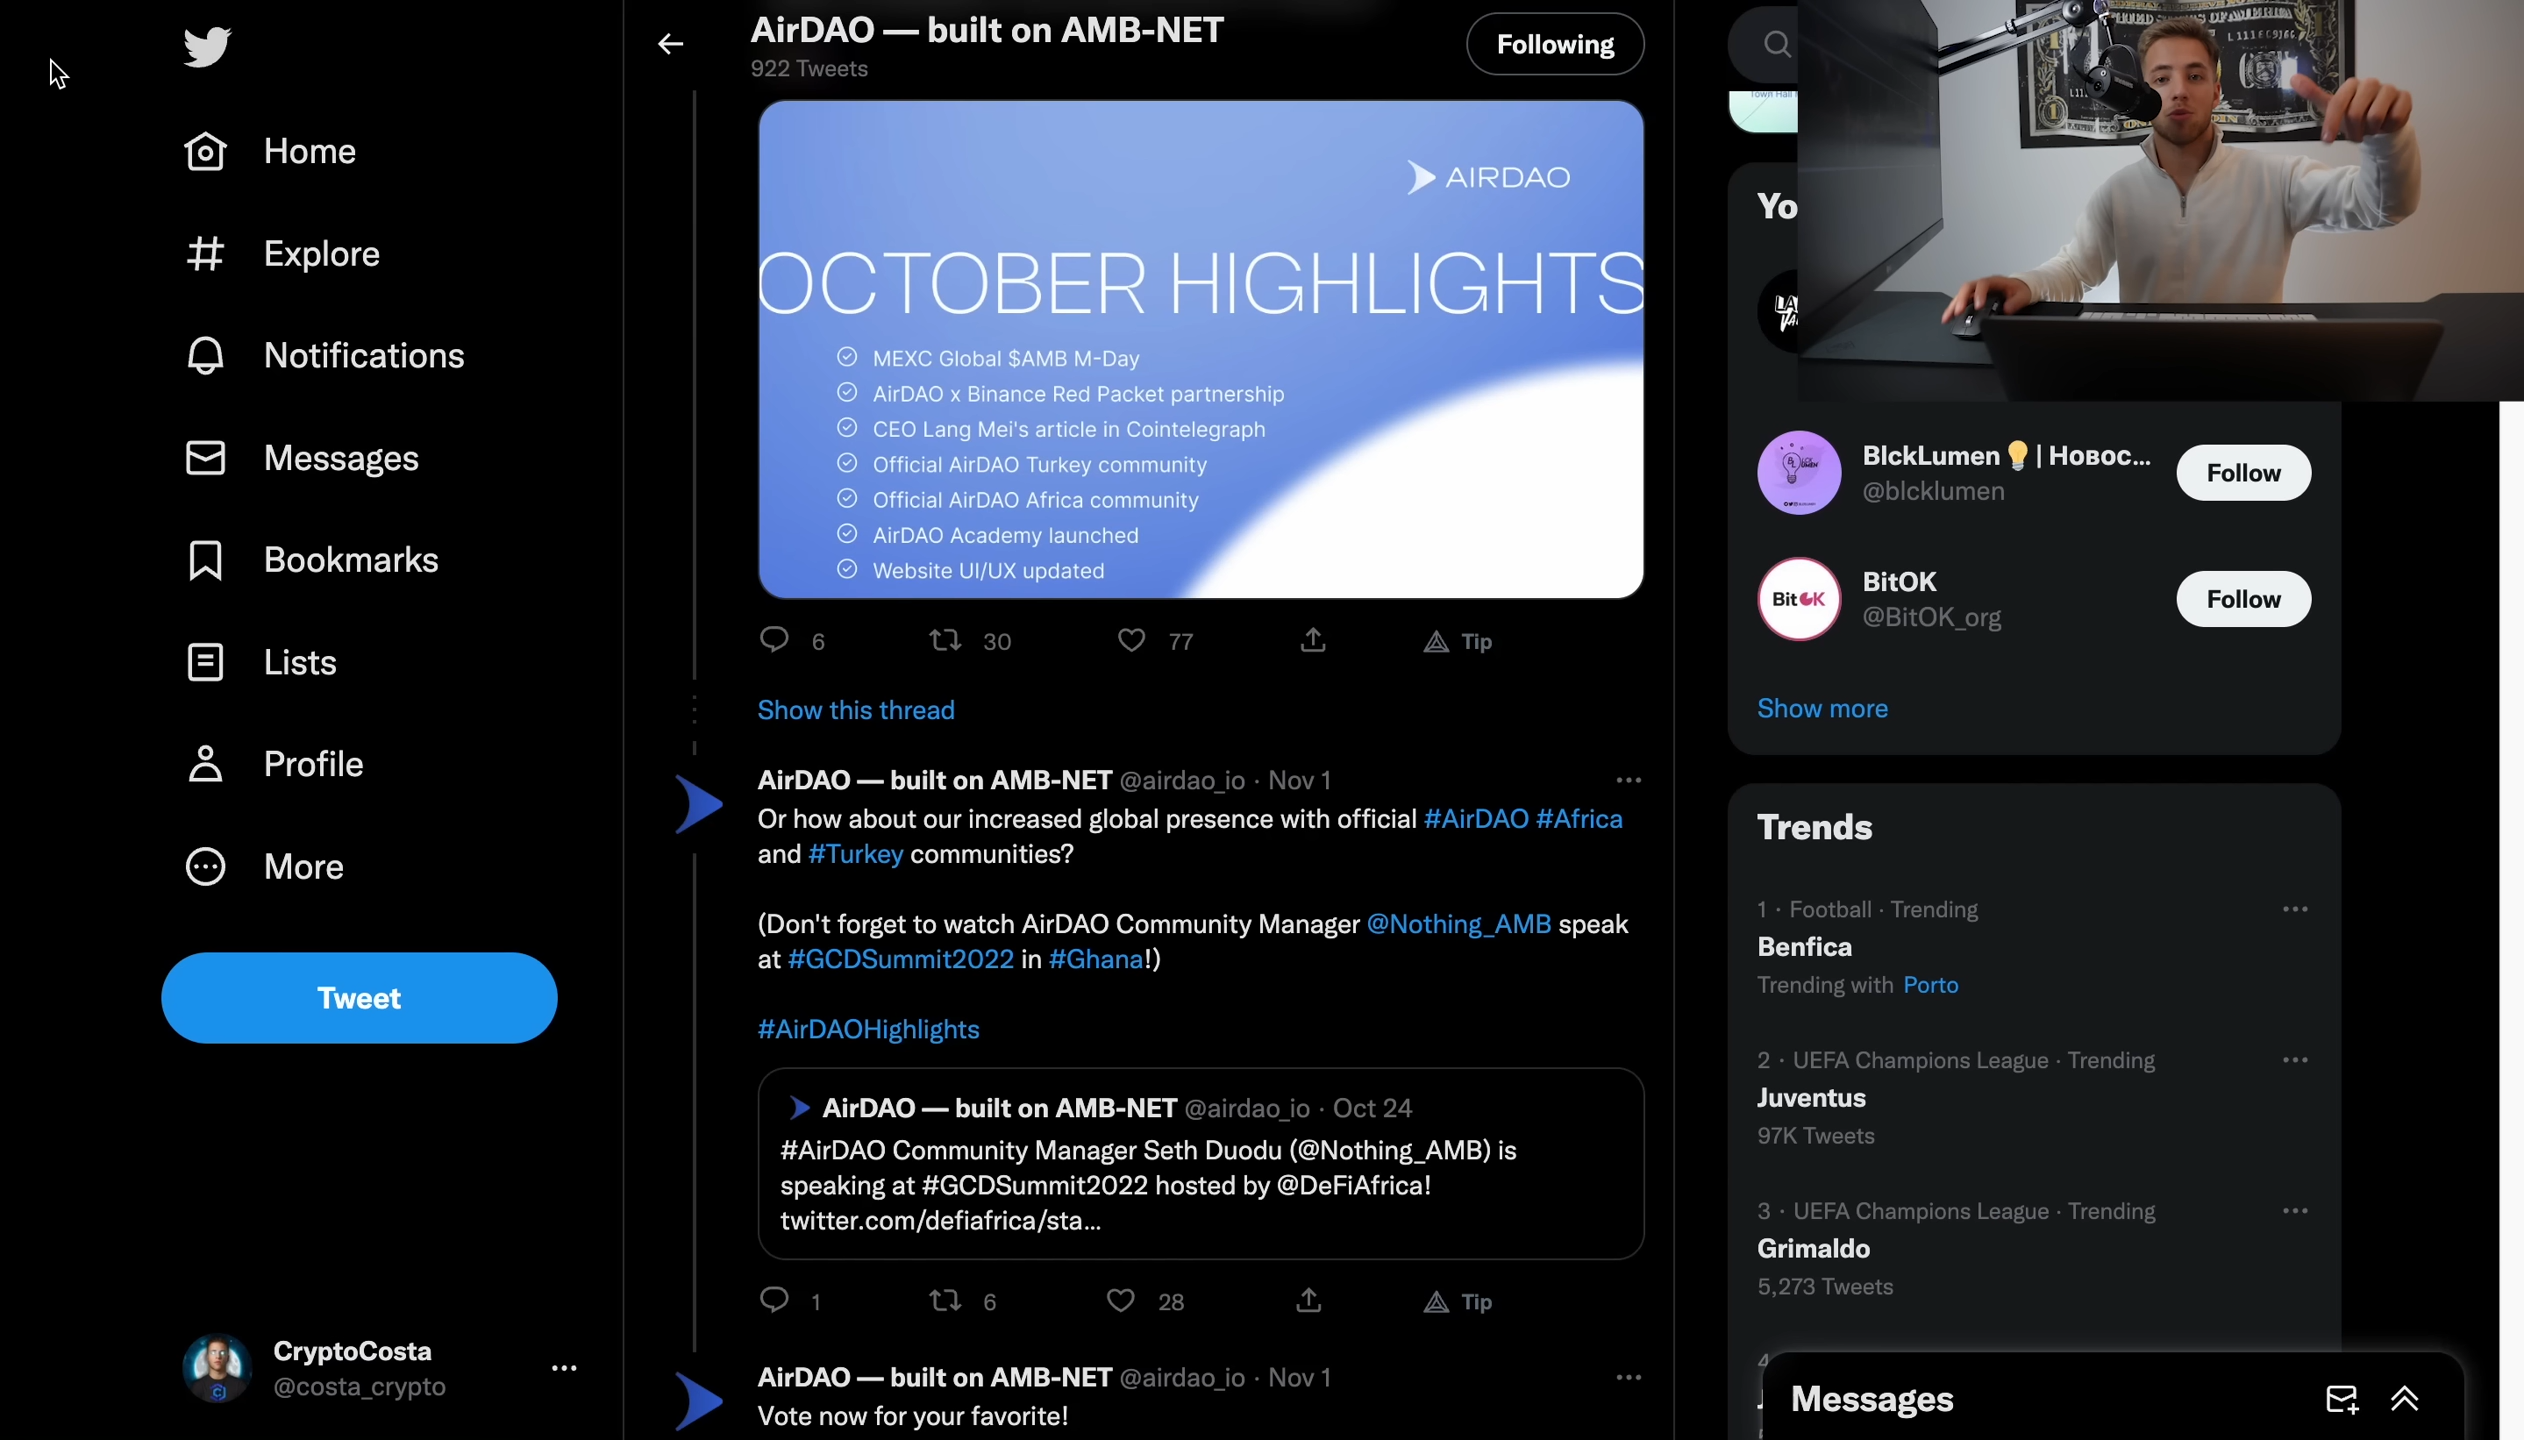 Home
Explore
Notifications
Messages
Bookmarks
Lists
Profile
More
Tweet
CryptoCosta
@costa_crypto
AirDAO — built on AMB-NET
922 Tweets
Following
AIRDAO
OCTOBER HIGHLIGHTS
MEXC Global $AMB M-Day
AirDAO x Binance Red Packet partnership
CEO Lang Mei's article in Cointelegraph
Official AirDAO Turkey community
Official AirDAO Africa community
AirDAO Academy launched
Website UI/UX updated
6 30 77 Tip
Show this thread
AirDAO — built on AMB-NET @airdao_io · Nov 1
Or how about our increased global presence with official #AirDAO #Africa
and #Turkey communities?
(Don't forget to watch AirDAO Community Manager @Nothing_AMB speak
at #GCDSummit2022 in #Ghana!)
#AirDAOHighlights
AirDAO — built on AMB-NET @airdao_io · Oct 24
#AirDAO Community Manager Seth Duodu (@Nothing_AMB) is
speaking at #GCDSummit2022 hosted by @DeFiAfrica!
twitter.com/defiafrica/sta...
1 6 28 Tip
AirDAO — built on AMB-NET @airdao_io · Nov 1
Vote now for your favorite!
Town Hall
Yo
BlckLumen 💡 | Новос...
@blcklumen
Follow
BitOK
BitOK
@BitOK_org
Follow
Show more
Trends
1 · Football · Trending
Benfica
Trending with Porto
2 · UEFA Champions League · Trending
Juventus
97K Tweets
3 · UEFA Champions League · Trending
Grimaldo
5,273 Tweets
4
Messages